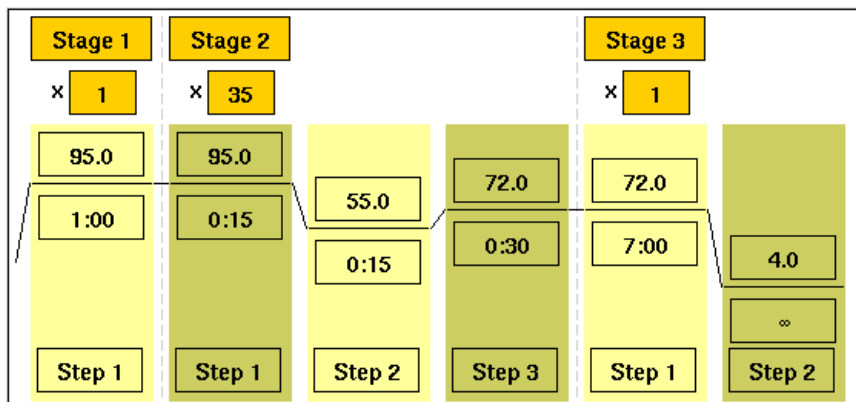 Stage 1 Stage 2 Stage 3
x 1 x 35 x 1
95.0 95.0 55.0 72.0 72.0 4.0
1:00 0:15 0:15 0:30 7:00 ∞
Step 1 Step 1 Step 2 Step 3 Step 1 Step 2